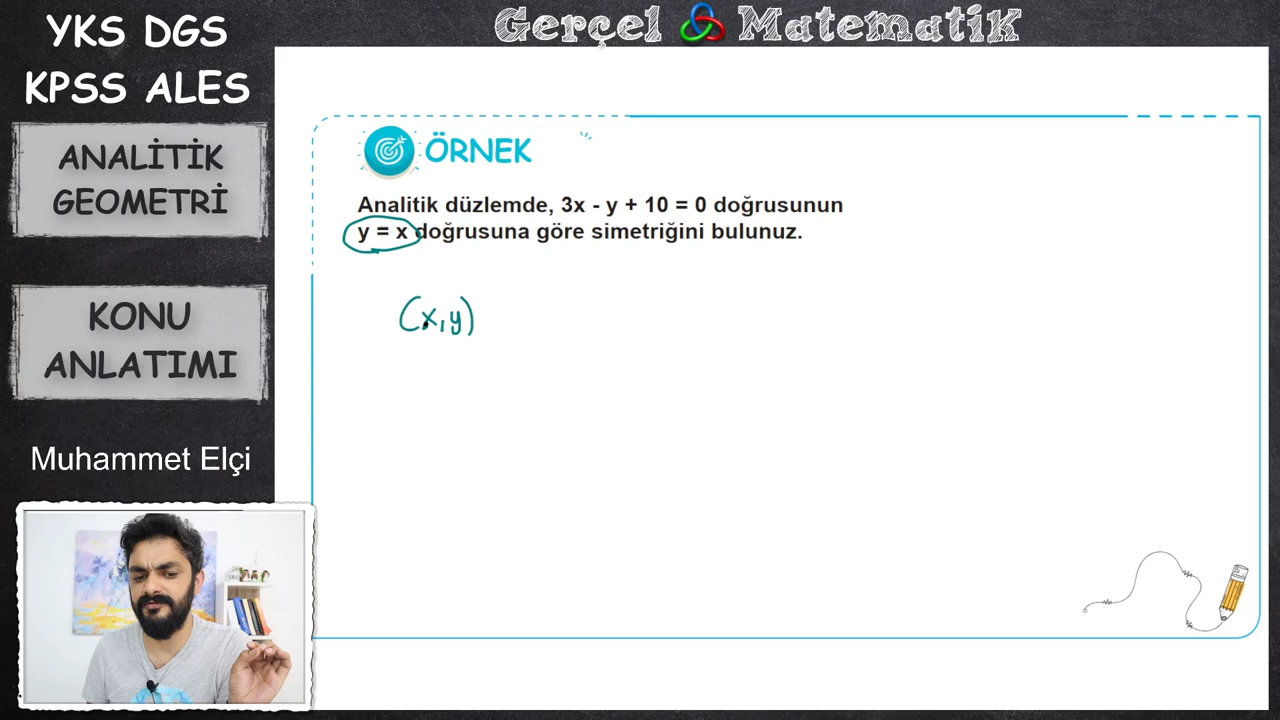 YKS DGS
KPSS ALES
ANALİTİK
GEOMETRİ
KONU
ANLATIMI
Muhammet Elçi
Gerçel Matematik
ÖRNEK
Analitik düzlemde, 3x - y + 10 = 0 doğrusunun
y = x doğrusuna göre simetriğini bulunuz.
(x,y)